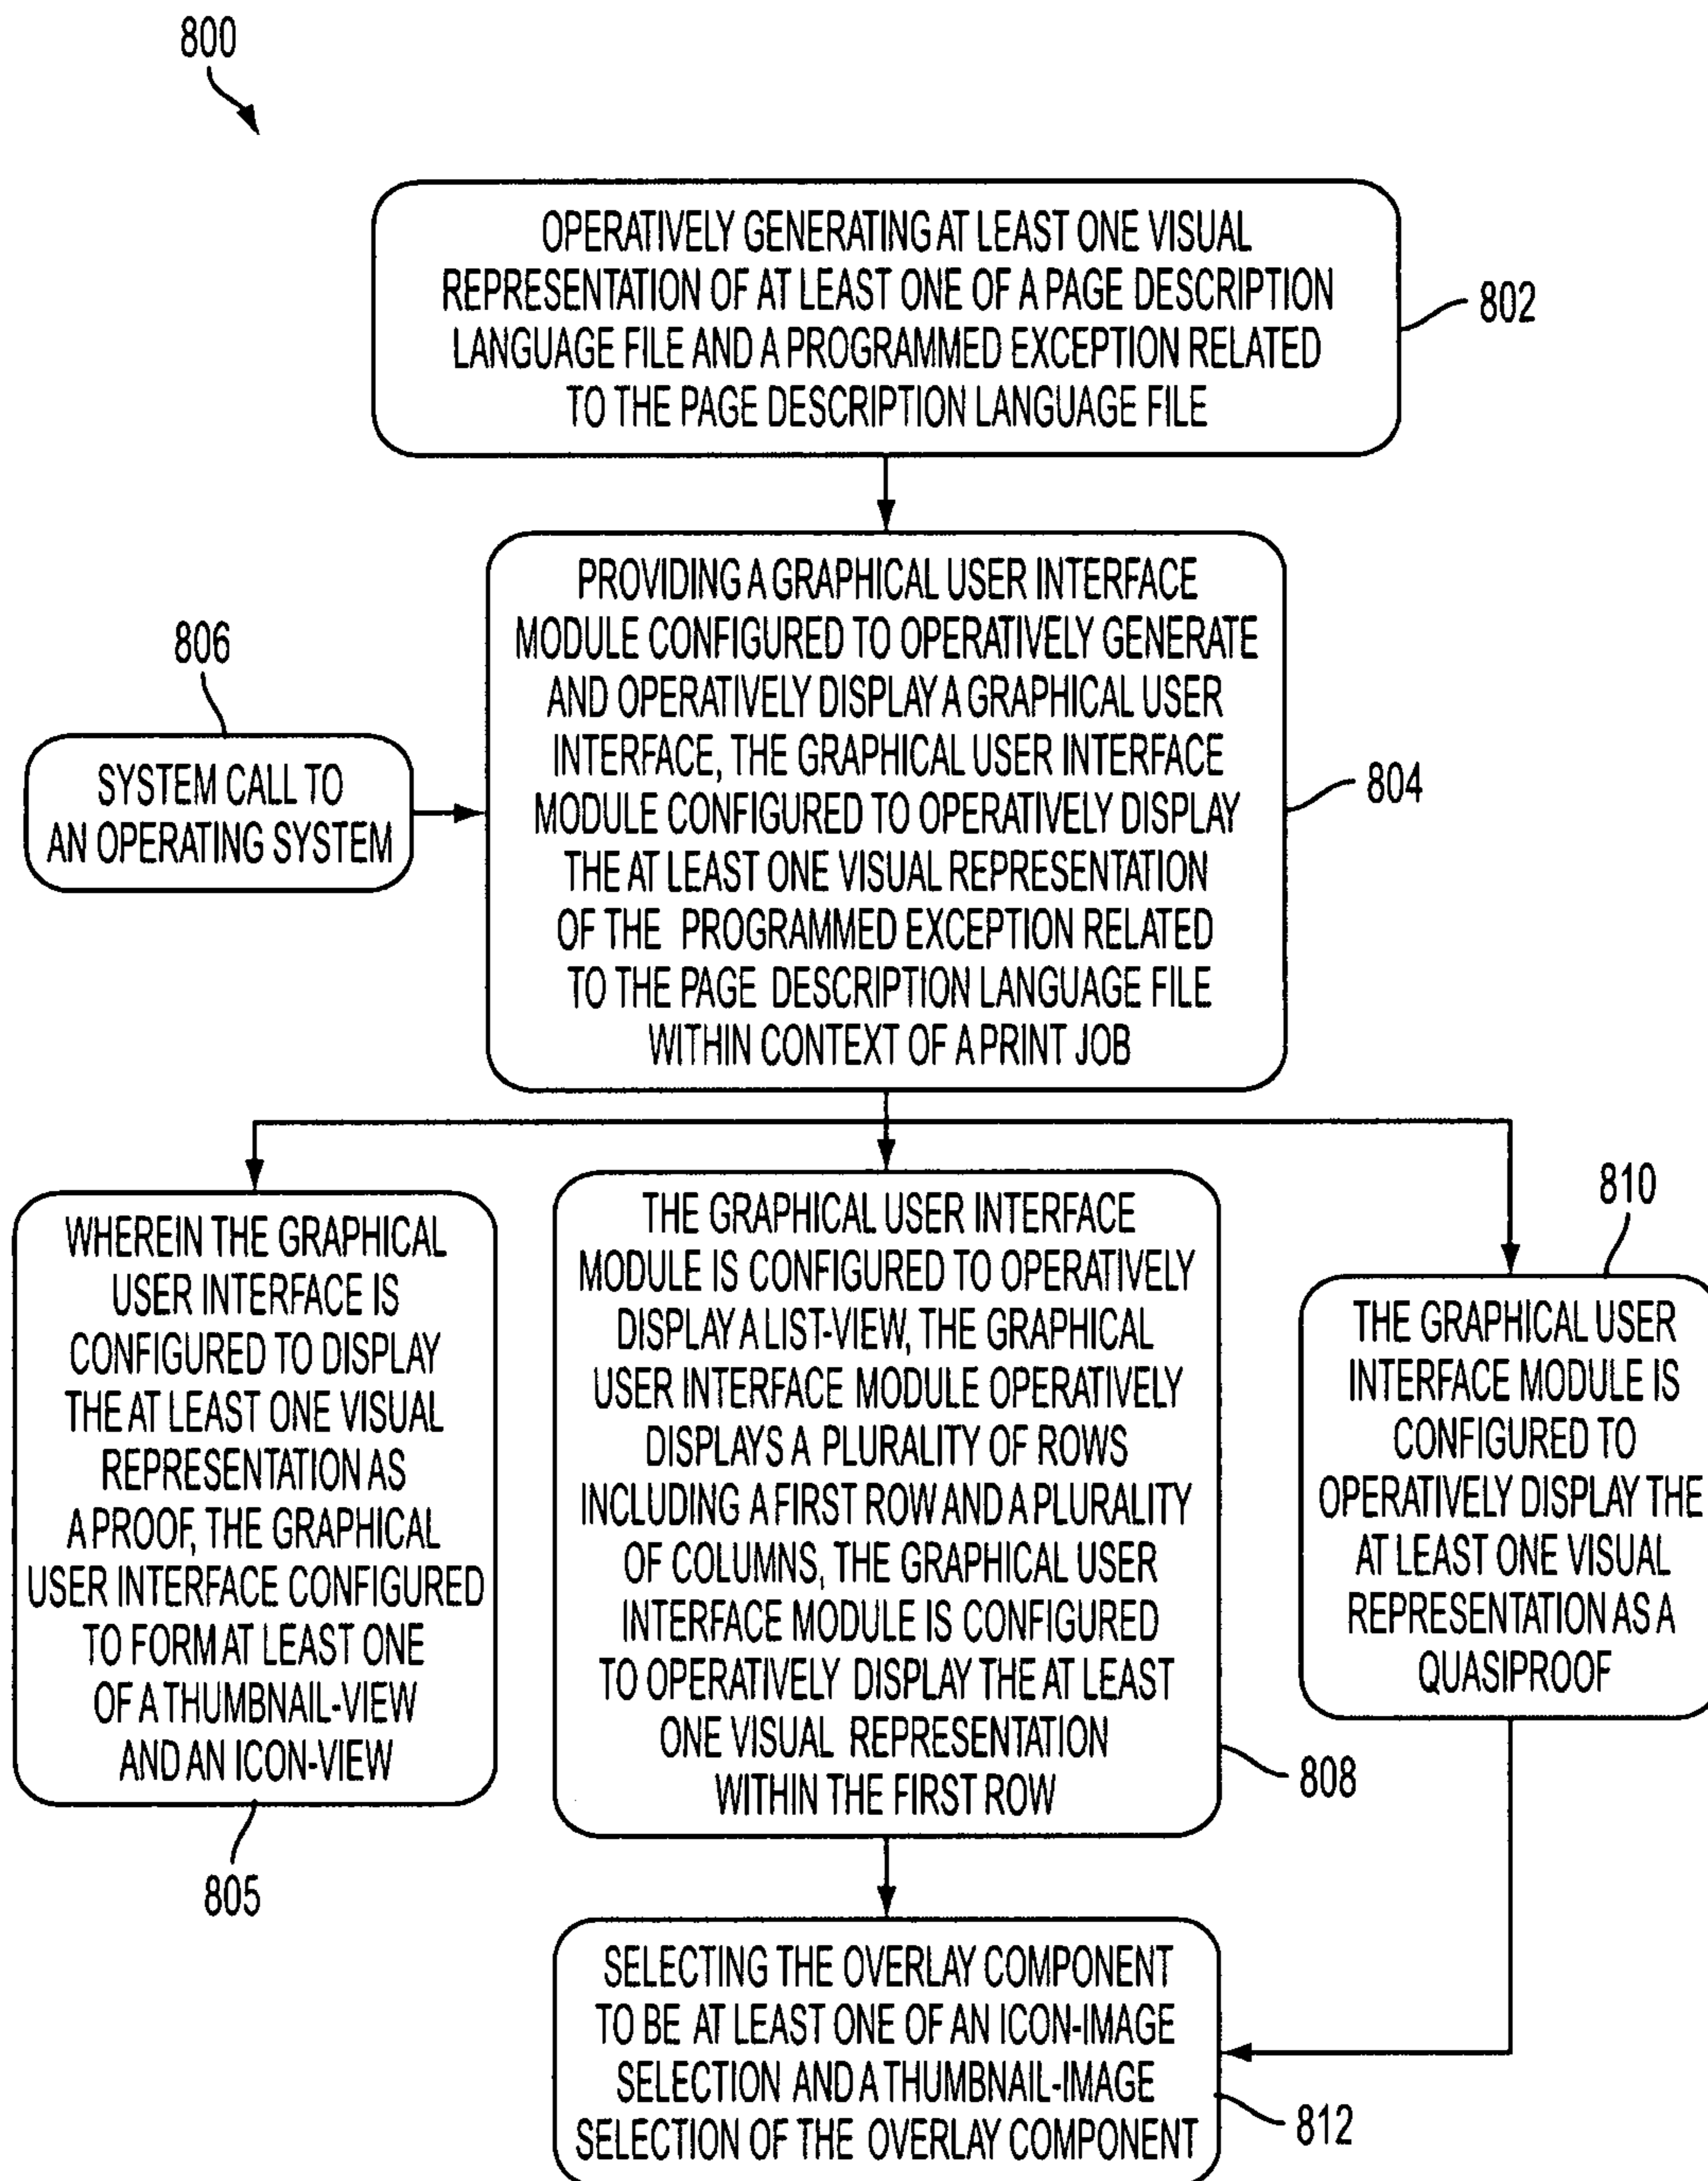 800
OPERATIVELY GENERATING AT LEAST ONE VISUAL
REPRESENTATION OF AT LEAST ONE OF A PAGE DESCRIPTION
LANGUAGE FILE AND A PROGRAMMED EXCEPTION RELATED
TO THE PAGE DESCRIPTION LANGUAGE FILE
802
PROVIDING A GRAPHICAL USER INTERFACE
MODULE CONFIGURED TO OPERATIVELY GENERATE
AND OPERATIVELY DISPLAY A GRAPHICAL USER
INTERFACE, THE GRAPHICAL USER INTERFACE
MODULE CONFIGURED TO OPERATIVELY DISPLAY
THE AT LEAST ONE VISUAL REPRESENTATION
OF THE PROGRAMMED EXCEPTION RELATED
TO THE PAGE DESCRIPTION LANGUAGE FILE
WITHIN CONTEXT OF A PRINT JOB
804
806
SYSTEM CALL TO
AN OPERATING SYSTEM
WHEREIN THE GRAPHICAL
USER INTERFACE IS
CONFIGURED TO DISPLAY
THE AT LEAST ONE VISUAL
REPRESENTATION AS
A PROOF, THE GRAPHICAL
USER INTERFACE CONFIGURED
TO FORM AT LEAST ONE
OF A THUMBNAIL-VIEW
AND AN ICON-VIEW
805
THE GRAPHICAL USER INTERFACE
MODULE IS CONFIGURED TO OPERATIVELY
DISPLAY A LIST-VIEW, THE GRAPHICAL
USER INTERFACE MODULE OPERATIVELY
DISPLAYS A PLURALITY OF ROWS
INCLUDING A FIRST ROW AND A PLURALITY
OF COLUMNS, THE GRAPHICAL USER
INTERFACE MODULE IS CONFIGURED
TO OPERATIVELY DISPLAY THE AT LEAST
ONE VISUAL REPRESENTATION
WITHIN THE FIRST ROW
808
810
THE GRAPHICAL USER
INTERFACE MODULE IS
CONFIGURED TO
OPERATIVELY DISPLAY THE
AT LEAST ONE VISUAL
REPRESENTATION AS A
QUASIPROOF
SELECTING THE OVERLAY COMPONENT
TO BE AT LEAST ONE OF AN ICON-IMAGE
SELECTION AND A THUMBNAIL-IMAGE
SELECTION OF THE OVERLAY COMPONENT
812